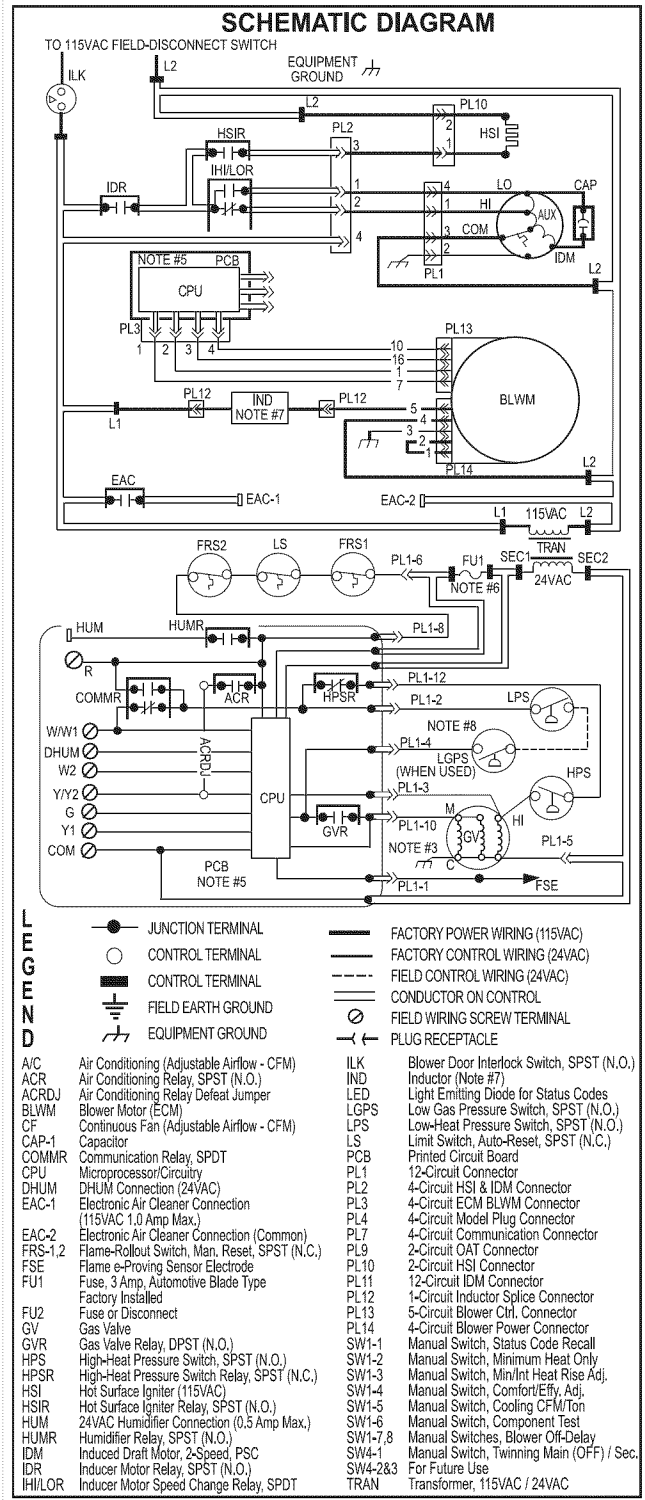 SCHEMATIC DIAGRAM
TO 115VAC FIELD-DISCONNECT SWITCH
L2
EQUIPMENT
GROUND
ILK
L2
PL10
HSIR
PL2
3
2
1
HSI
IHI/LOR
IDR
1
2
4
4
1
3
2
LO
HI
COM
AUX
CAP
IDM
PL1
L2
NOTE #5
PCB
CPU
PL3
1
2
3
4
PL13
10
16
1
7
BLWM
PL12
IND
NOTE #7
PL12
L1
5
4
3
2
1
PL14
L2
EAC
EAC-1
EAC-2
L1
115VAC
L2
TRAN
FRS2
LS
FRS1
PL1-6
FU1
NOTE #6
SEC1
24VAC
SEC2
HUM
HUMR
PL1-8
R
COMMR
ACR
HPSR
PL1-12
PL1-2
LPS
W/W1
DHUM
W2
Y/Y2
G
Y1
COM
ACRDJ
CPU
NOTE #8
PL1-4
LGPS
(WHEN USED)
HPS
PL1-3
M
HI
GVR
PL1-10
GV
NOTE #3
C
PL1-5
PCB
NOTE #5
PL1-1
FSE
LEGEND
JUNCTION TERMINAL
CONTROL TERMINAL
CONTROL TERMINAL
FIELD EARTH GROUND
EQUIPMENT GROUND
FACTORY POWER WIRING (115VAC)
FACTORY CONTROL WIRING (24VAC)
FIELD CONTROL WIRING (24VAC)
CONDUCTOR ON CONTROL
FIELD WIRING SCREW TERMINAL
PLUG RECEPTACLE
A/C Air Conditioning (Adjustable Airflow - CFM)
ACR Air Conditioning Relay, SPST (N.O.)
ACRDJ Air Conditioning Relay Defeat Jumper
BLWM Blower Motor (ECM)
CF Continuous Fan (Adjustable Airflow - CFM)
CAP-1 Capacitor
COMMR Communication Relay, SPDT
CPU Microprocessor/Circuitry
DHUM DHUM Connection (24VAC)
EAC-1 Electronic Air Cleaner Connection
(115VAC 1.0 Amp Max.)
EAC-2 Electronic Air Cleaner Connection (Common)
FRS-1,2 Flame-Rollout Switch, Man. Reset, SPST (N.C.)
FSE Flame e-Proving Sensor Electrode
FU1 Fuse, 3 Amp, Automotive Blade Type
Factory Installed
FU2 Fuse or Disconnect
GV Gas Valve
GVR Gas Valve Relay, DPST (N.O.)
HPS High-Heat Pressure Switch, SPST (N.O.)
HPSR High-Heat Pressure Switch Relay, SPST (N.C.)
HSI Hot Surface Igniter (115VAC)
HSIR Hot Surface Igniter Relay, SPST (N.O.)
HUM 24VAC Humidifier Connection (0.5 Amp Max.)
HUMR Humidifier Relay, SPST (N.O.)
IDM Induced Draft Motor, 2-Speed, PSC
IDR Inducer Motor Relay, SPST (N.O.)
IHI/LOR Inducer Motor Speed Change Relay, SPDT
ILK Blower Door Interlock Switch, SPST (N.O.)
IND Inductor (Note #7)
LED Light Emitting Diode for Status Codes
LGPS Low Gas Pressure Switch, SPST (N.O.)
LPS Low-Heat Pressure Switch, SPST (N.O.)
LS Limit Switch, Auto-Reset, SPST (N.C.)
PCB Printed Circuit Board
PL1 12-Circuit Connector
PL2 4-Circuit HSI & IDM Connector
PL3 4-Circuit ECM BLWM Connector
PL4 4-Circuit Model Plug Connector
PL7 4-Circuit Communication Connector
PL9 2-Circuit OAT Connector
PL10 2-Circuit HSI Connector
PL11 12-Circuit IDM Connector
PL12 1-Circuit Inductor Splice Connector
PL13 5-Circuit Blower Ctrl. Connector
PL14 4-Circuit Blower Power Connector
SW1-1 Manual Switch, Status Code Recall
SW1-2 Manual Switch, Minimum Heat Only
SW1-3 Manual Switch, Min/Int Heat Rise Adj.
SW1-4 Manual Switch, Comfort/Effy. Adj.
SW1-5 Manual Switch, Cooling CFM/Ton
SW1-6 Manual Switch, Component Test
SW1-7,8 Manual Switches, Blower Off-Delay
SW4-1 Manual Switch, Twinning Main (OFF) / Sec.
SW4-2&3 For Future Use
TRAN Transformer, 115VAC / 24VAC